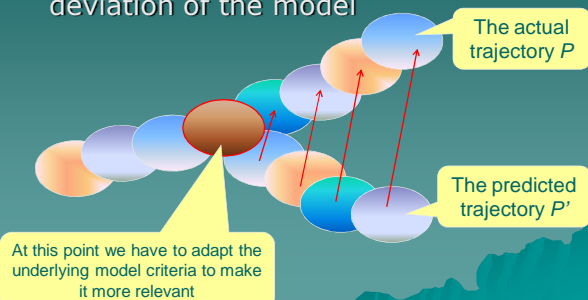 deviation of the model
The actual
trajectory P
The predicted
trajectory P’
At this point we have to adapt the
underlying model criteria to make
it more relevant